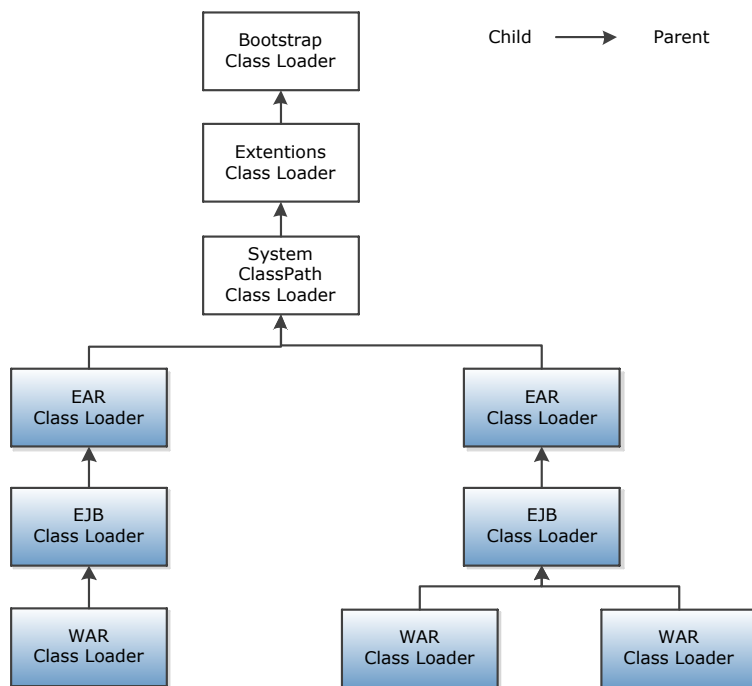 Bootstrap
Class Loader
Child
Parent
Extentions
Class Loader
System
ClassPath
Class Loader
EAR
Class Loader
EAR
Class Loader
EJB
Class Loader
EJB
Class Loader
WAR
Class Loader
WAR
Class Loader
WAR
Class Loader